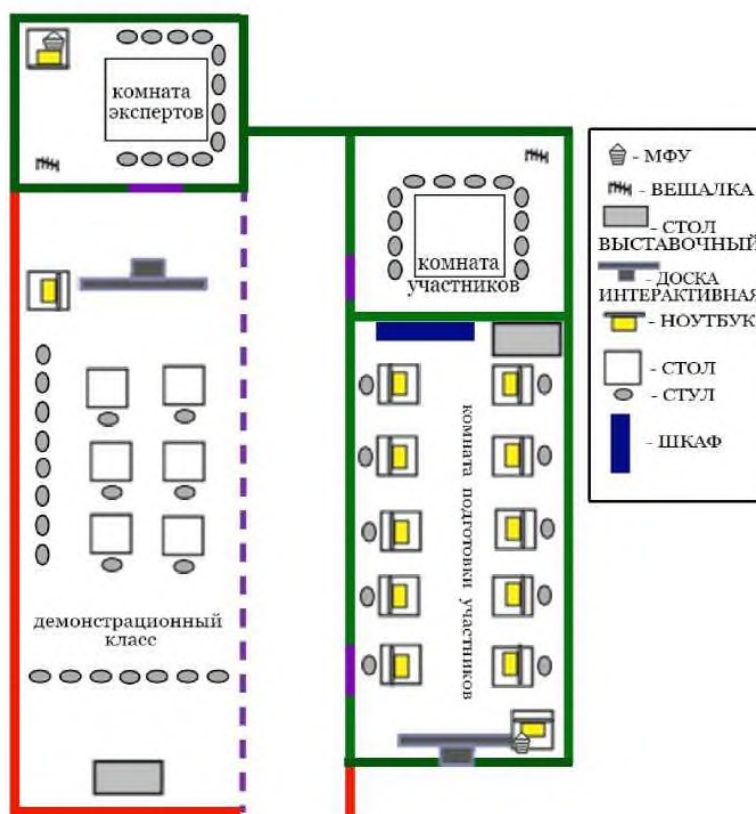 комната
экспертов
комната
участников
комната подготовки участников
демонстрационный
класс
- МФУ
- ВЕШАЛКА
- СТОЛ
ВЫСТАВОЧНЫЙ
- ДОСКА
ИНТЕРАКТИВНАЯ
- НОУТБУК
- СТОЛ
- СТУЛ
- ШКАФ